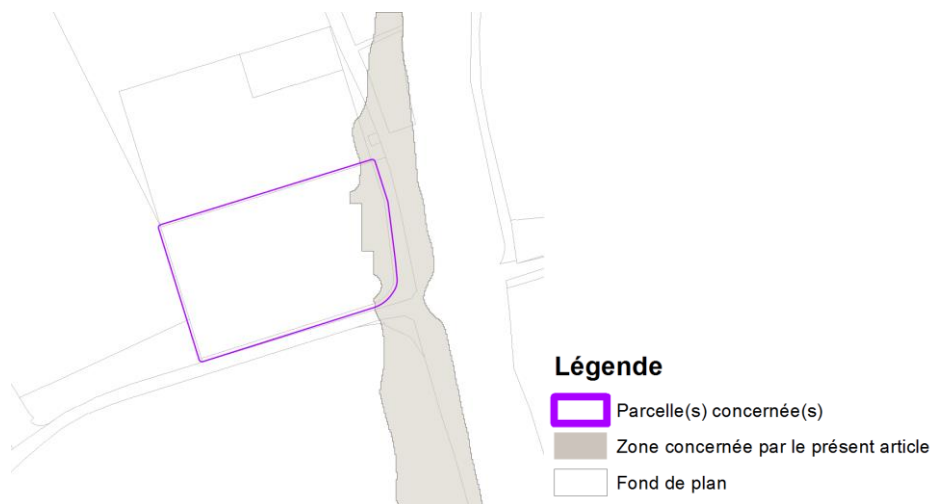 Légende
Parcelle(s) concernée(s)
Zone concernée par le présent article
Fond de plan